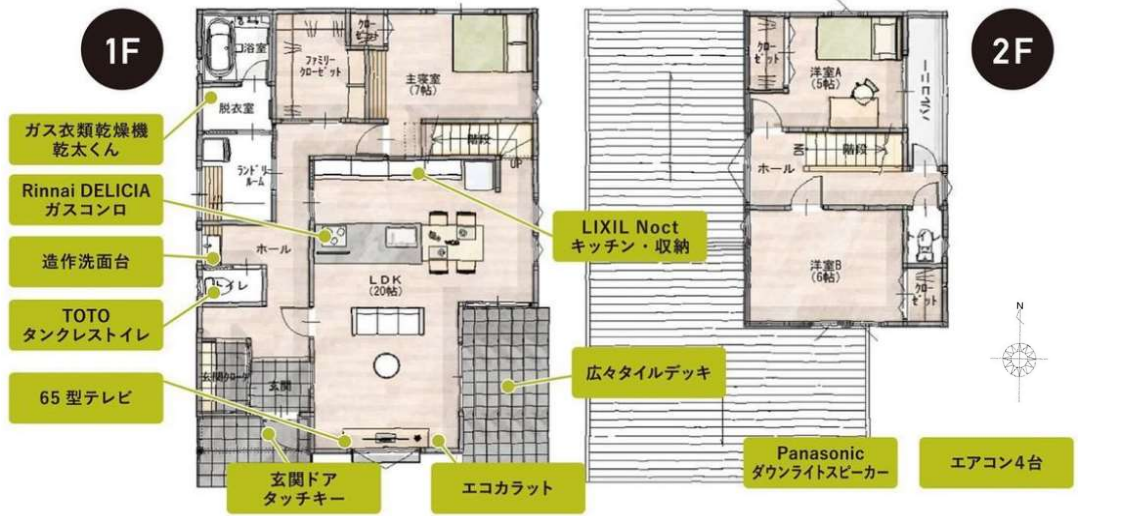 1F
浴室
ファミリー
クローゼット
クロー
ゼット
主寝室
(7帖)
脱衣室
ガス衣類乾燥機
乾太くん
階段
UP
ランドリー
ルーム
Rinnai DELICIA
ガスコンロ
LIXIL Noct
キッチン・収納
造作洗面台
ホール
トイレ
LDK
(20帖)
TOTO
タンクレストイレ
玄関クローク
玄関
65型テレビ
広々タイルデッキ
玄関ドア
タッチキー
エコカラット
2F
クロー
ゼット
洋室A
(5帖)
バルコニー
DN
階段
ホール
洋室B
(6帖)
クロー
ゼット
N
Panasonic
ダウンライトスピーカー
エアコン4台